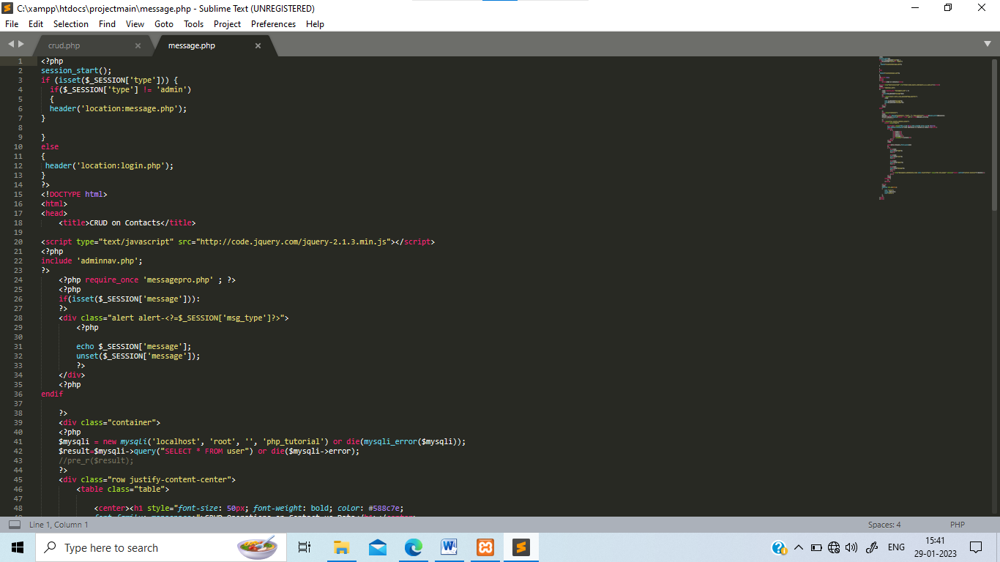 C:\xampp\htdocs\projectmain\message.php - Sublime Text (UNREGISTERED)
File Edit Selection Find View Goto Tools Project Preferences Help
crud.php message.php
1 <?php
2 session_start();
3 if (isset($_SESSION['type'])) {
4 if($_SESSION['type'] != 'admin')
5 {
6 header('location:message.php');
7 }
8
9 }
10 else
11 {
12 header('location:login.php');
13 }
14 ?>
15 <!DOCTYPE html>
16 <html>
17 <head>
18 <title>CRUD on Contacts</title>
19
20 <script type="text/javascript" src="http://code.jquery.com/jquery-2.1.3.min.js"></script>
21 <?php
22 include 'adminnav.php';
23 ?>
24 <?php require_once 'messagepro.php' ; ?>
25 <?php
26 if(isset($_SESSION['message'])):
27 ?>
28 <div class="alert alert-<?=$_SESSION['msg_type']?>">
29 <?php
30
31 echo $_SESSION['message'];
32 unset($_SESSION['message']);
33 ?>
34 </div>
35 <?php
36 endif
37
38 ?>
39 <div class="container">
40 <?php
41 $mysqli = new mysqli('localhost', 'root', '', 'php_tutorial') or die(mysqli_error($mysqli));
42 $result=$mysqli->query("SELECT * FROM user") or die($mysqli->error);
43 //pre_r($result);
44 ?>
45 <div class="row justify-content-center">
46 <table class="table">
47
48 <center><h1 style="font-size: 50px; font-weight: bold; color: #588c7e;
Line 1, Column 1 Spaces: 4 PHP
Type here to search
ENG 15:41
29-01-2023